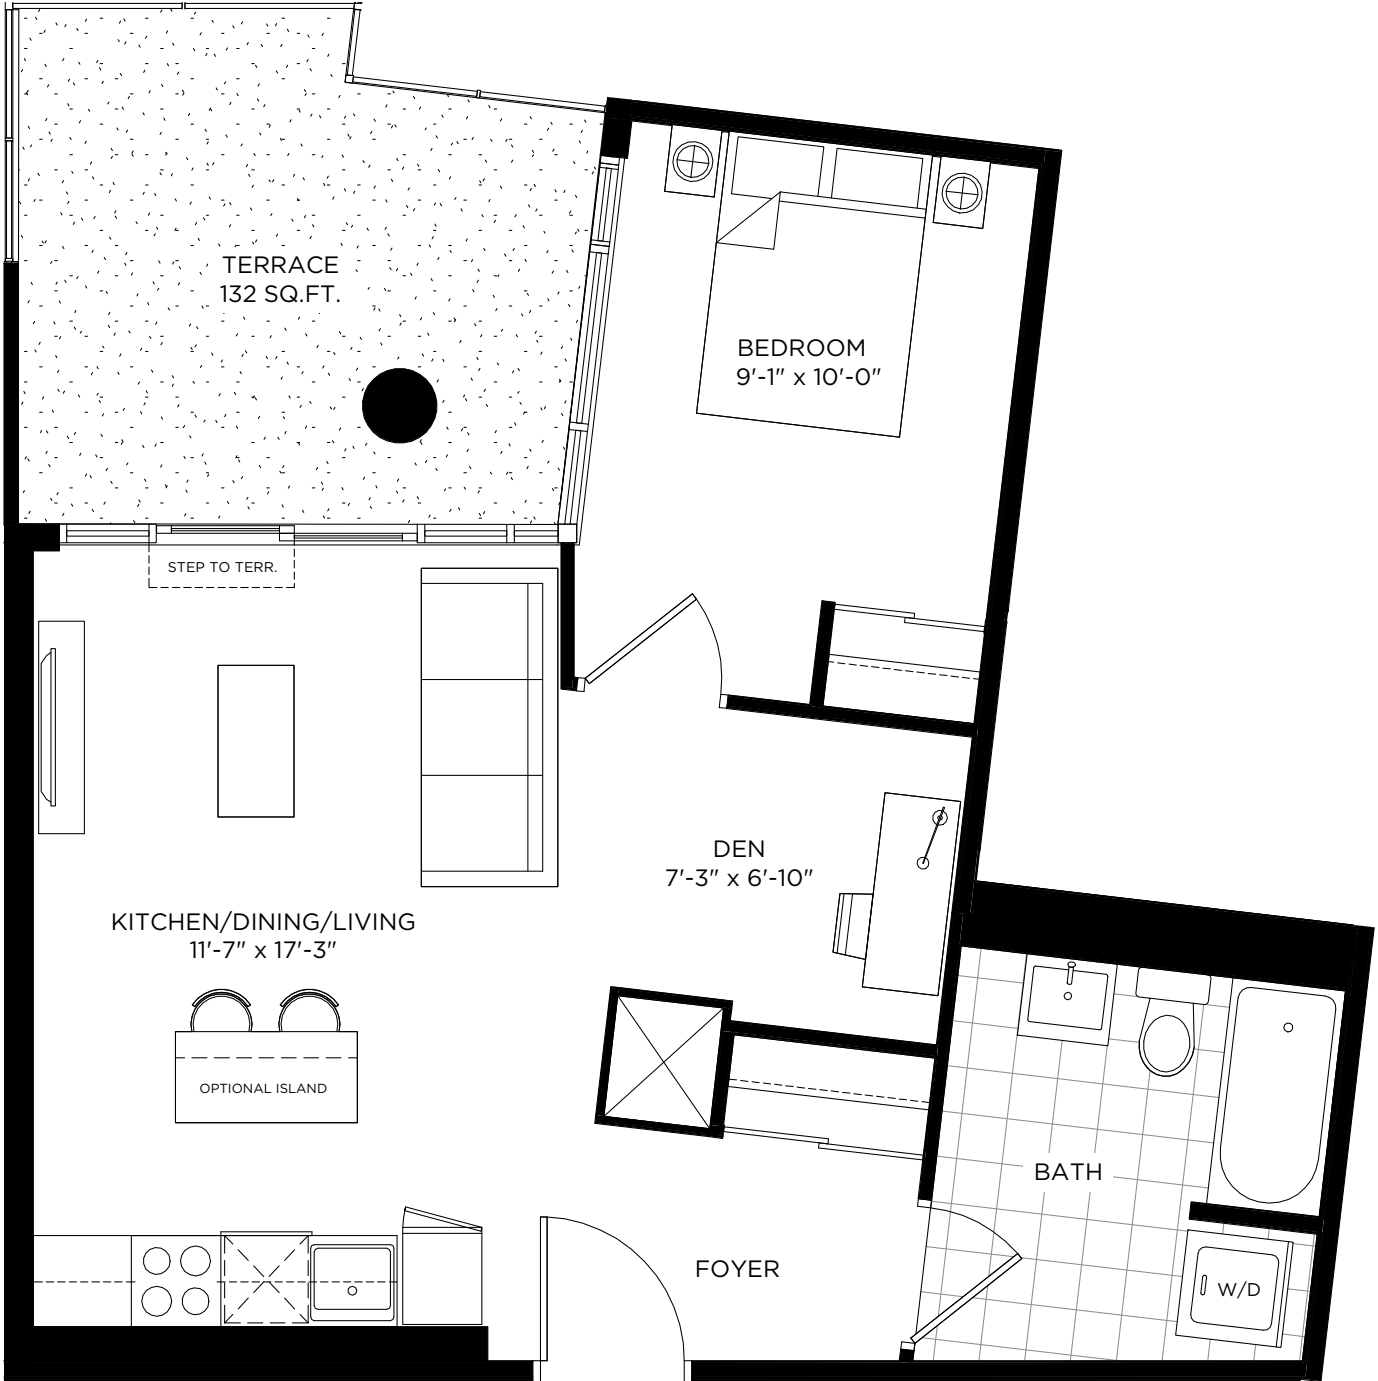 TERRACE
132 SQ.FT.
BEDROOM
9'-1" x 10'-0"
STEP TO TERR.
DEN
7'-3" x 6'-10"
KITCHEN/DINING/LIVING
11'-7" x 17'-3"
OPTIONAL ISLAND
BATH
FOYER
W/D